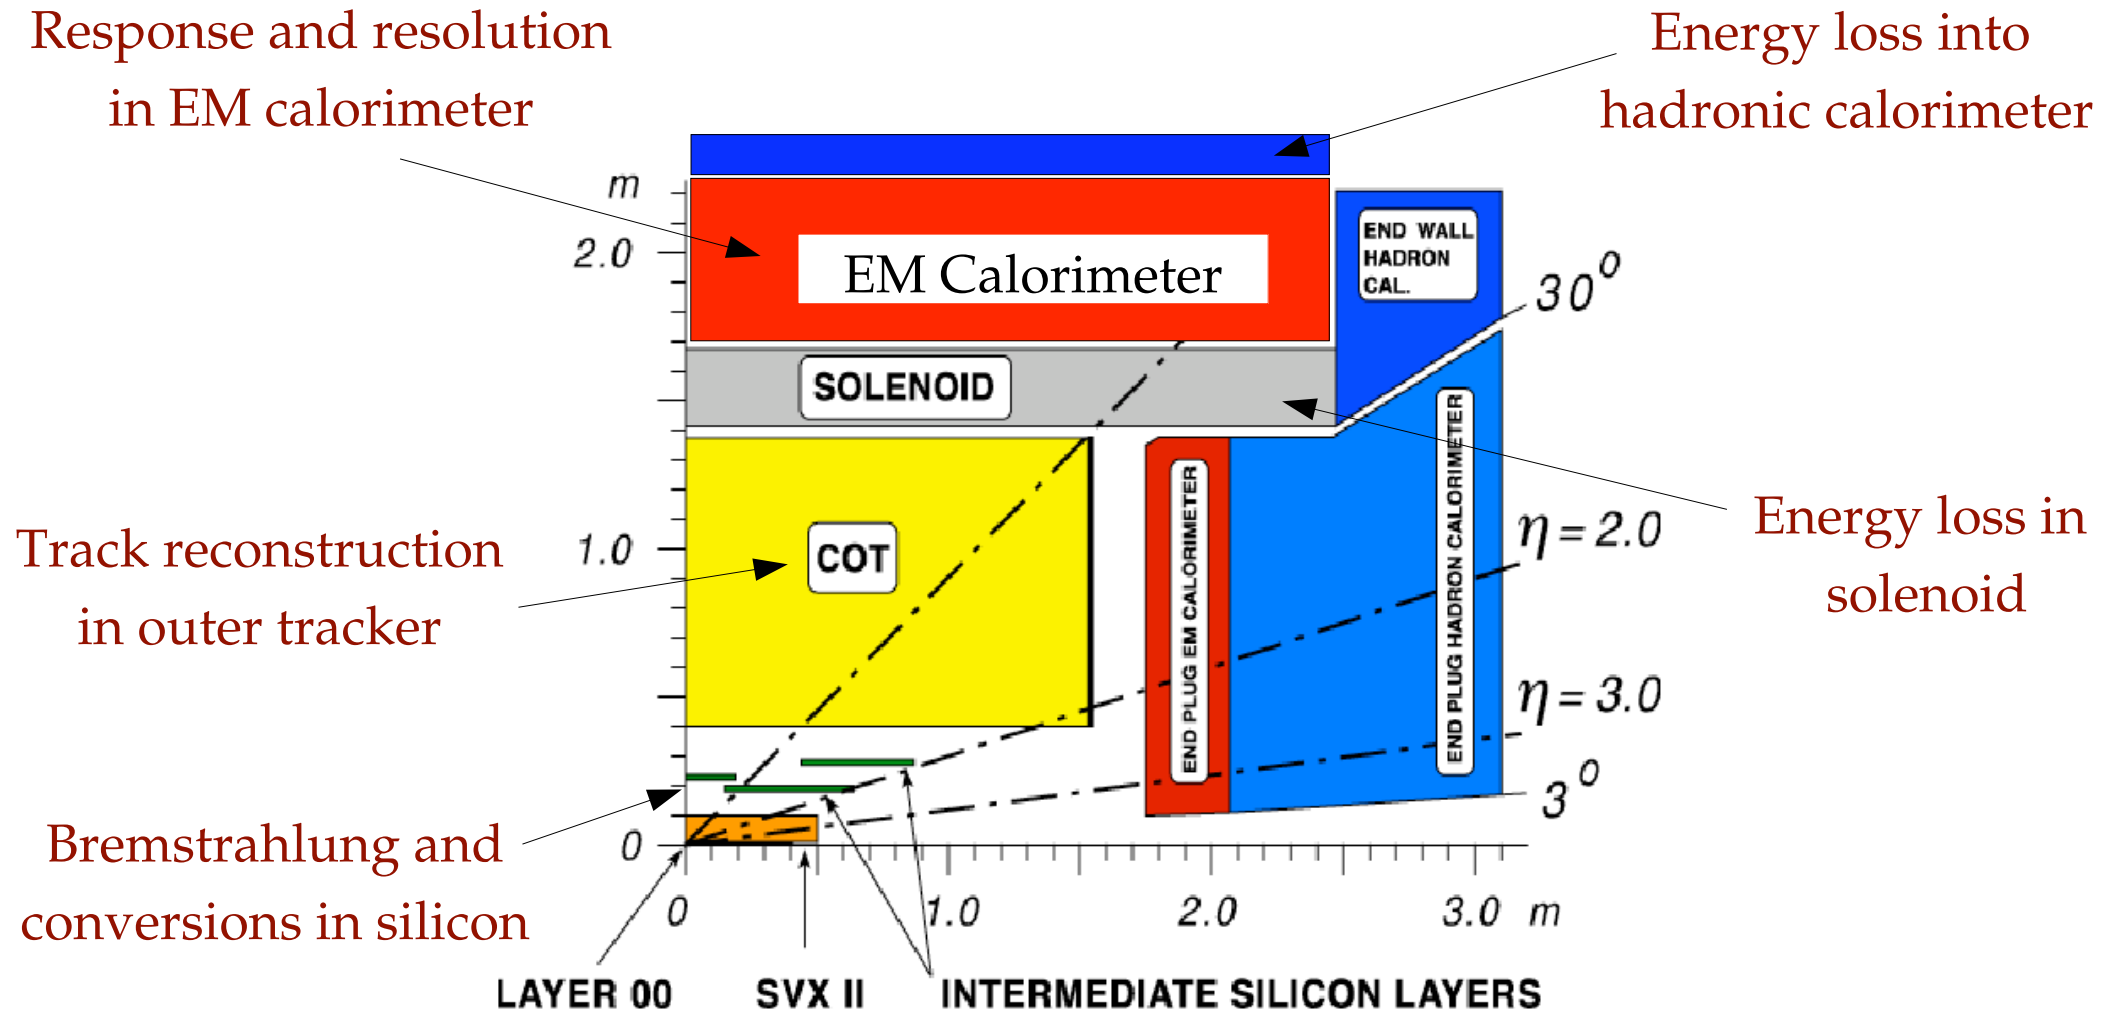 Response and resolution
in EM calorimeter
Energy loss into
hadronic calorimeter
m
2.0
EM Calorimeter
END WALL
HADRON
CAL.
30⁰
SOLENOID
COT
1.0
Track reconstruction
in outer tracker
END PLUG EM CALORIMETER
END PLUG HADRON CALORIMETER
η = 2.0
Energy loss in
solenoid
η = 3.0
3⁰
Bremstrahlung and
conversions in silicon
0
0
1.0
2.0
3.0 m
LAYER 00
SVX II
INTERMEDIATE SILICON LAYERS